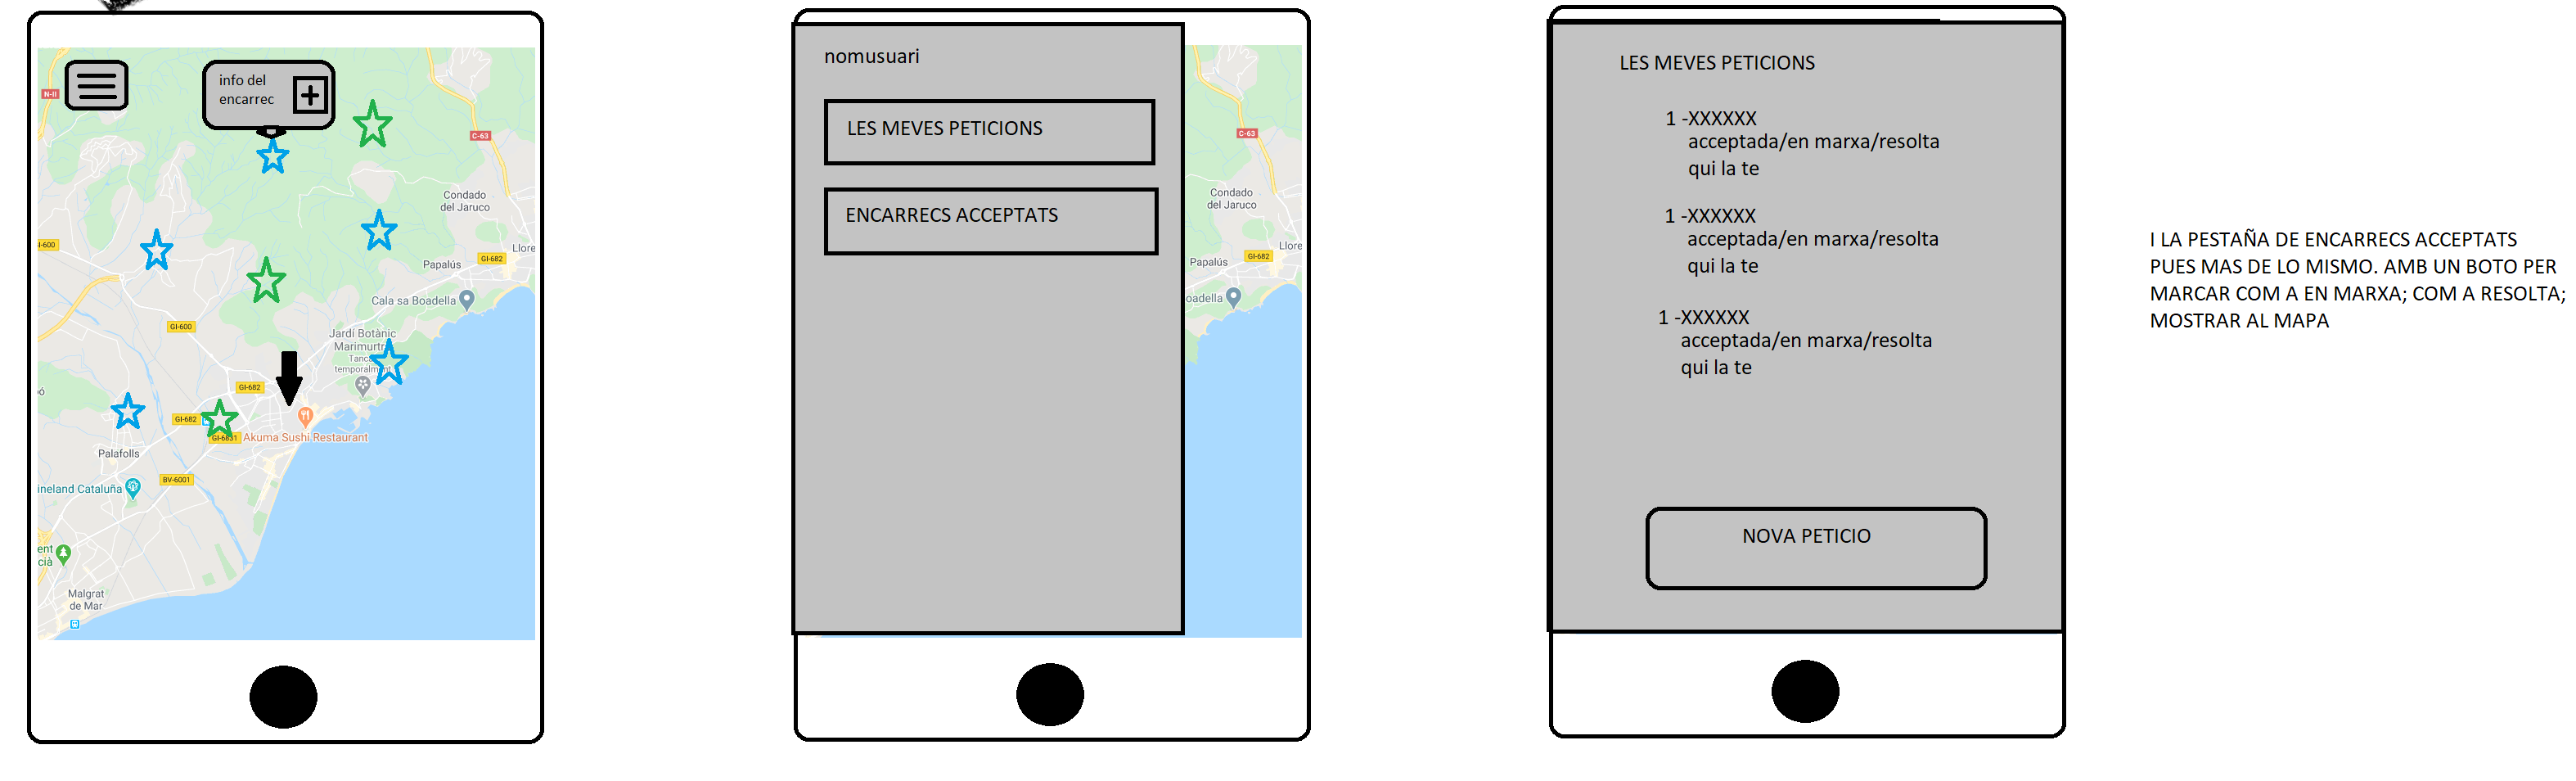 info del
encarrec
N-II
C-63
Condado
del Jaruco
I-600
Llore
GI-682
Papalús
Cala sa Boadella
GI-600
Jardí Botànic
Marimurtr
Tanca
temporalment
GI-682
ó
GI-682
GI-6831
Akuma Sushi Restaurant
Palafolls
BV-6001
ineland Cataluña
ent
cià
Malgrat
de Mar
nomusuari
LES MEVES PETICIONS
ENCARRECS ACCEPTATS
C-63
Condado
del Jaruco
Llore
GI-682
Papalús
oadella
LES MEVES PETICIONS
1 -XXXXXX
acceptada/en marxa/resolta
qui la te
1 -XXXXXX
acceptada/en marxa/resolta
qui la te
1 -XXXXXX
acceptada/en marxa/resolta
qui la te
NOVA PETICIO
I LA PESTAÑA DE ENCARRECS ACCEPTATS
PUES MAS DE LO MISMO. AMB UN BOTO PER
MARCAR COM A EN MARXA; COM A RESOLTA;
MOSTRAR AL MAPA